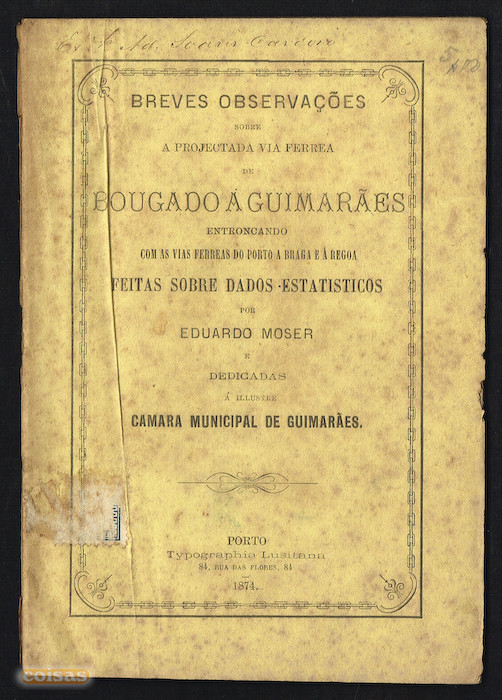 BREVES OBSERVAÇÕES
SOBRE
A PROJECTADA VIA FERREA
DE
BOUGADO Á GUIMARÃES
ENTRONCANDO
COM AS VIAS FERREAS DO PORTO A BRAGA E Á REGOA
FEITAS SOBRE DADOS ESTATISTICOS
POR
EDUARDO MOSER
E
DEDICADAS
Á ILLUSTRE
CAMARA MUNICIPAL DE GUIMARÃES.
PORTO
Typographia Lusitana
84, RUA DAS FLORES, 84
1874.
coisas